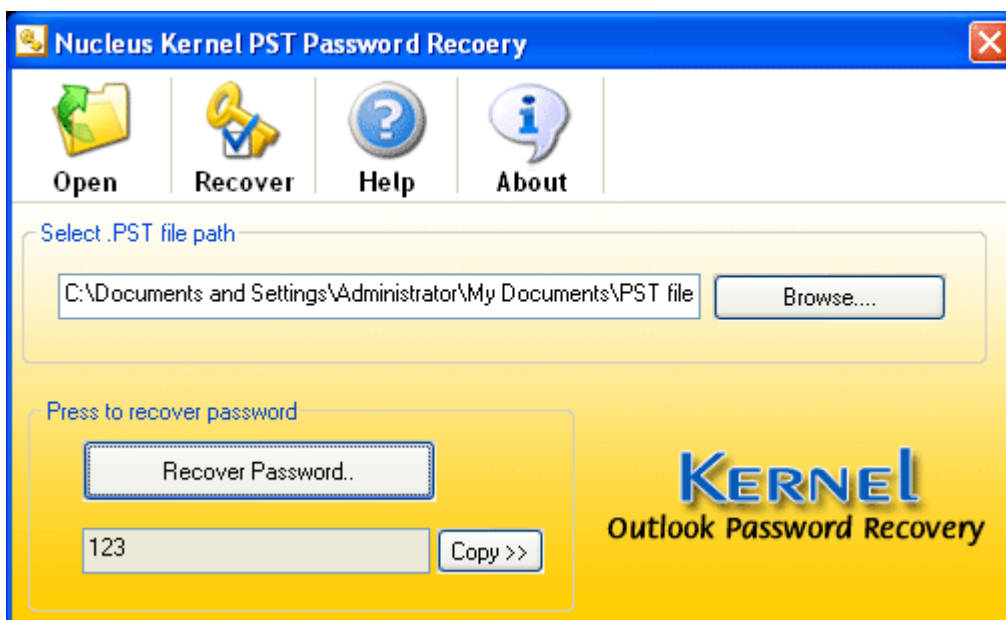 Nucleus Kernel PST Password Recoery
Open Recover Help About
Select .PST file path
C:\Documents and Settings\Administrator\My Documents\PST file Browse....
Press to recover password
Recover Password..
123 Copy >>
KERNEl
Outlook Password Recovery